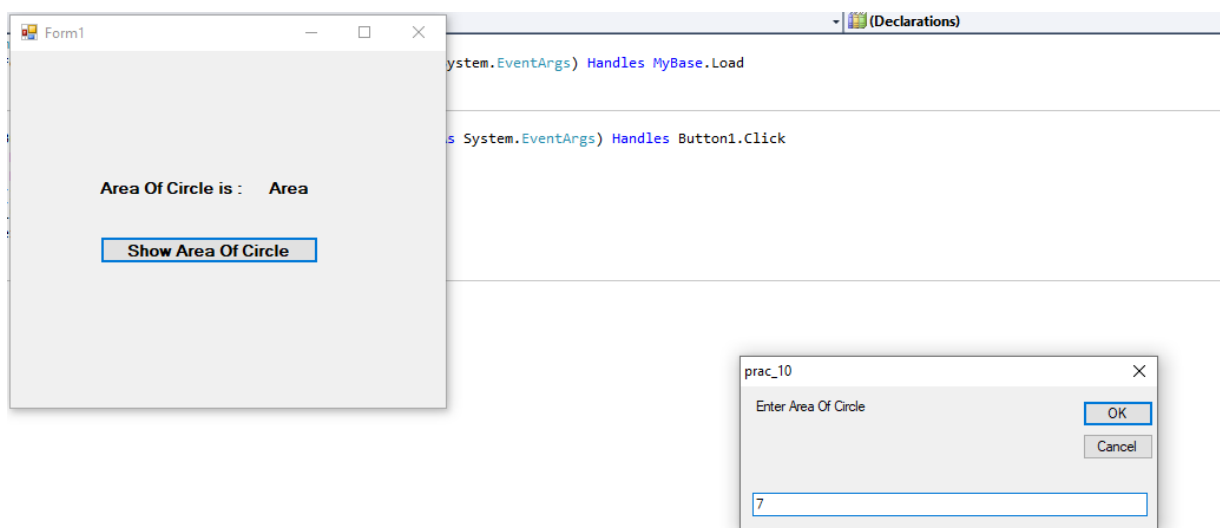 Form1
(Declarations)
ystem.EventArgs) Handles MyBase.Load
s System.EventArgs) Handles Button1.Click
Area Of Circle is : Area
Show Area Of Circle
prac_10
Enter Area Of Circle
OK
Cancel
7